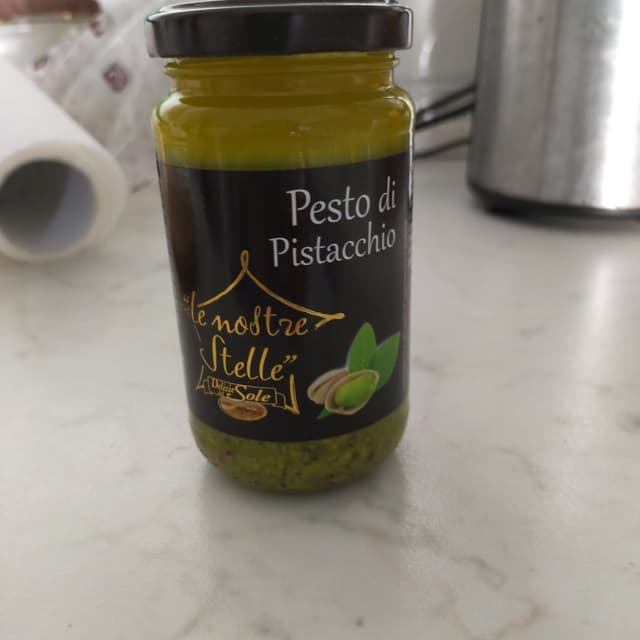 Pesto di
Pistacchio
"le nostre
Stelle"
Sole